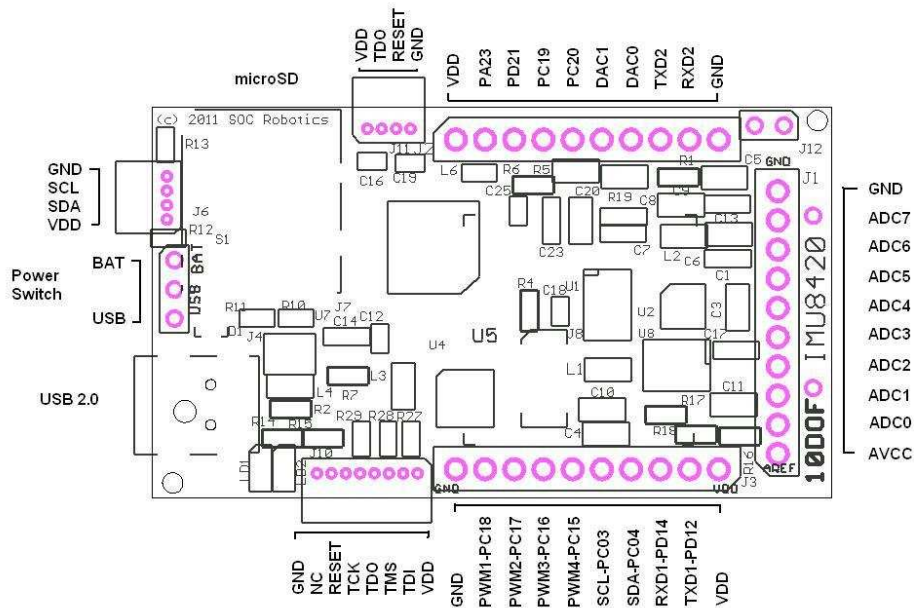 VDD
TDO
RESET
GND
VDD
PA23
PD21
PC19
PC20
DAC1
DAC0
TXD2
RXD2
GND
microSD
(c) 2011 SOC Robotics
R13
J11
J2
J12
C16
C19
L6
R6
R5
C25
C20
R19
R1
C9
C8
C5
GND
J1
GND
SCL
SDA
VDD
J6
R12
S1
C23
C7
L2
C13
C6
C1
Power
Switch
BAT
USB
USB BAT
R11
R10
U7
J7
C14
C12
D1
J4
R4
C18
U1
U2
C3
U4
U5
J8
U8
C17
L3
R7
L4
L1
R2
C10
C11
R17
R14
R15
R29
R28
R27
C4
R18
R16
LD1
LD2
J10
GND
VDD
J3
AREF
IMU8420
10DOF
USB 2.0
GND
ADC7
ADC6
ADC5
ADC4
ADC3
ADC2
ADC1
ADC0
AVCC
GND
NC
RESET
TCK
TDO
TMS
TDI
VDD
GND
PWM1-PC18
PWM2-PC17
PWM3-PC16
PWM4-PC15
SCL-PC03
SDA-PC04
RXD1-PD14
TXD1-PD12
VDD